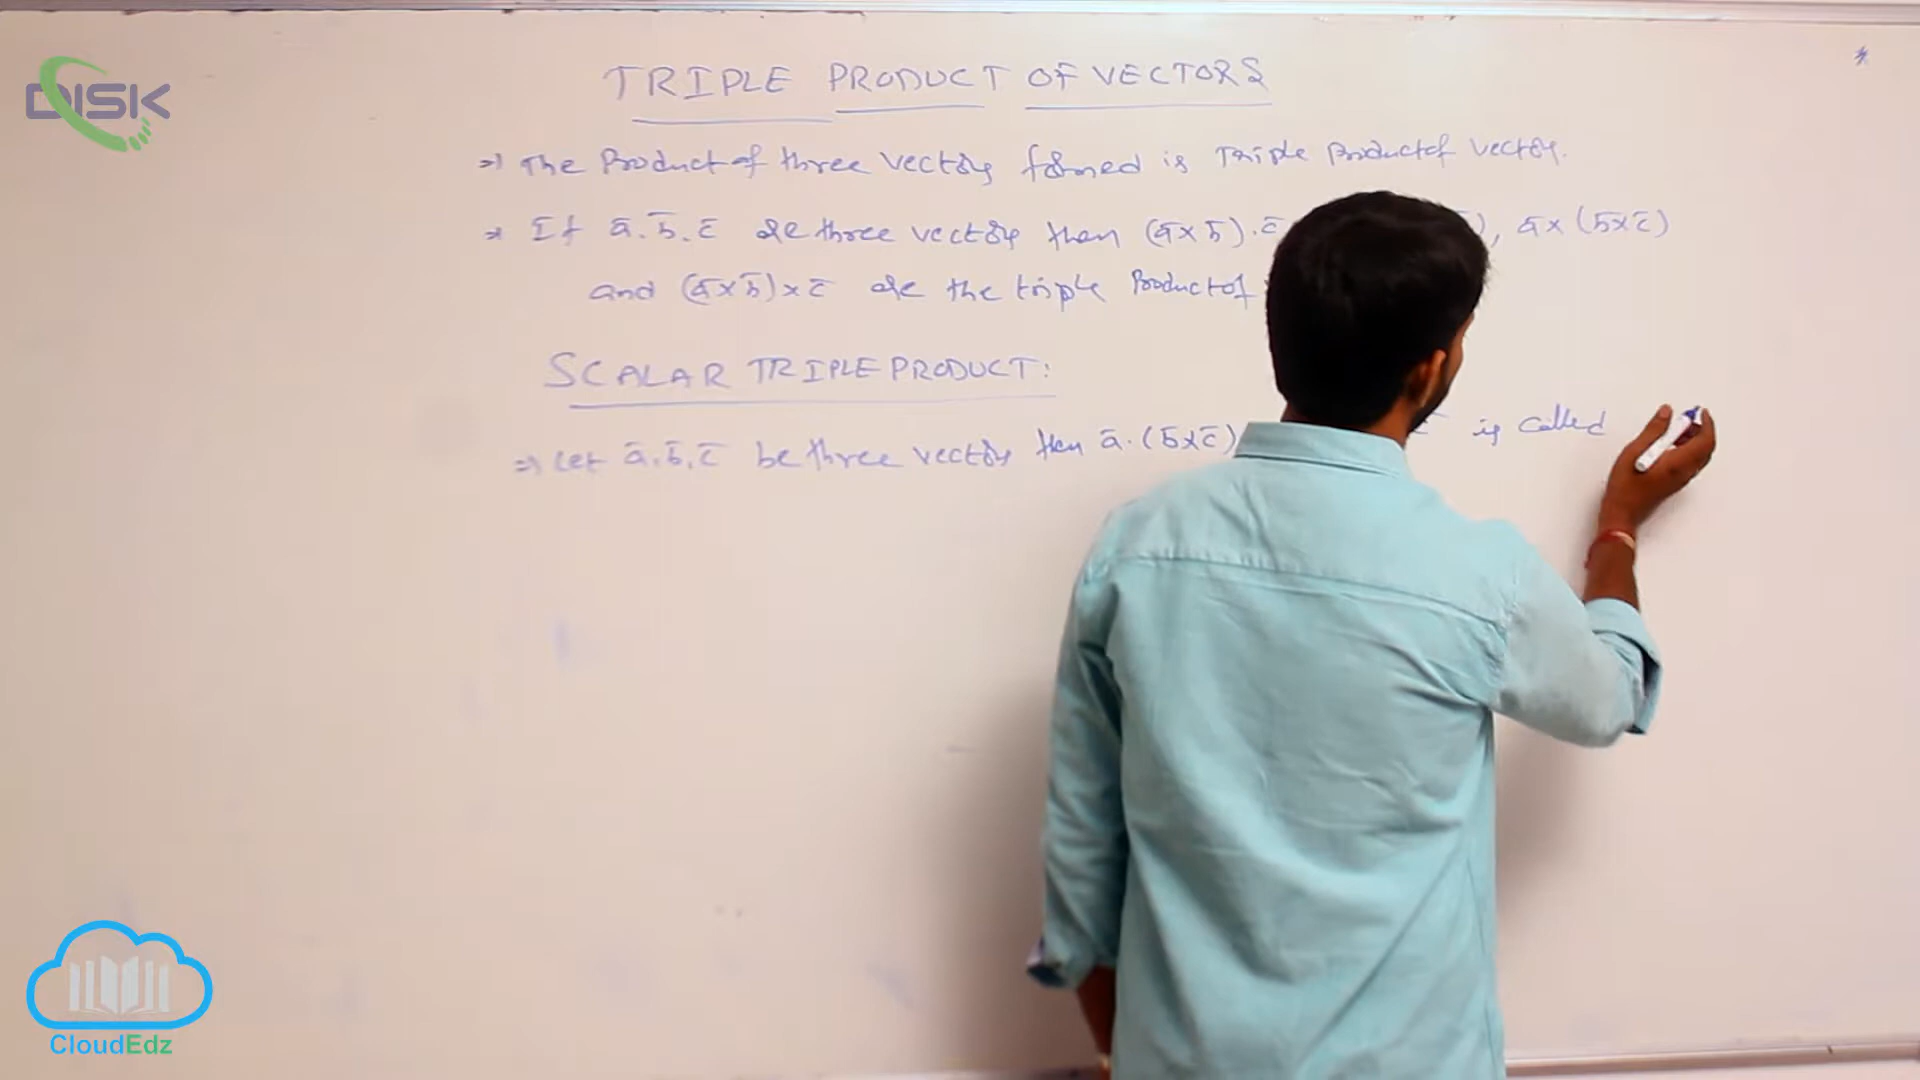 DISK
TRIPLE PRODUCT OF VECTORS
⇒ The Product of three vectors formed is Triple Product of vectors.
⇒ If ā, b̄, c̄ are three vectors then (ā×b̄).c̄ ), ā×(b̄×c̄)
and (ā×b̄)×c̄ are the triple Product of
SCALAR TRIPLE PRODUCT:
⇒ Let ā, b̄, c̄ be three vectors then ā.(b̄×c̄) is called
CloudEdz